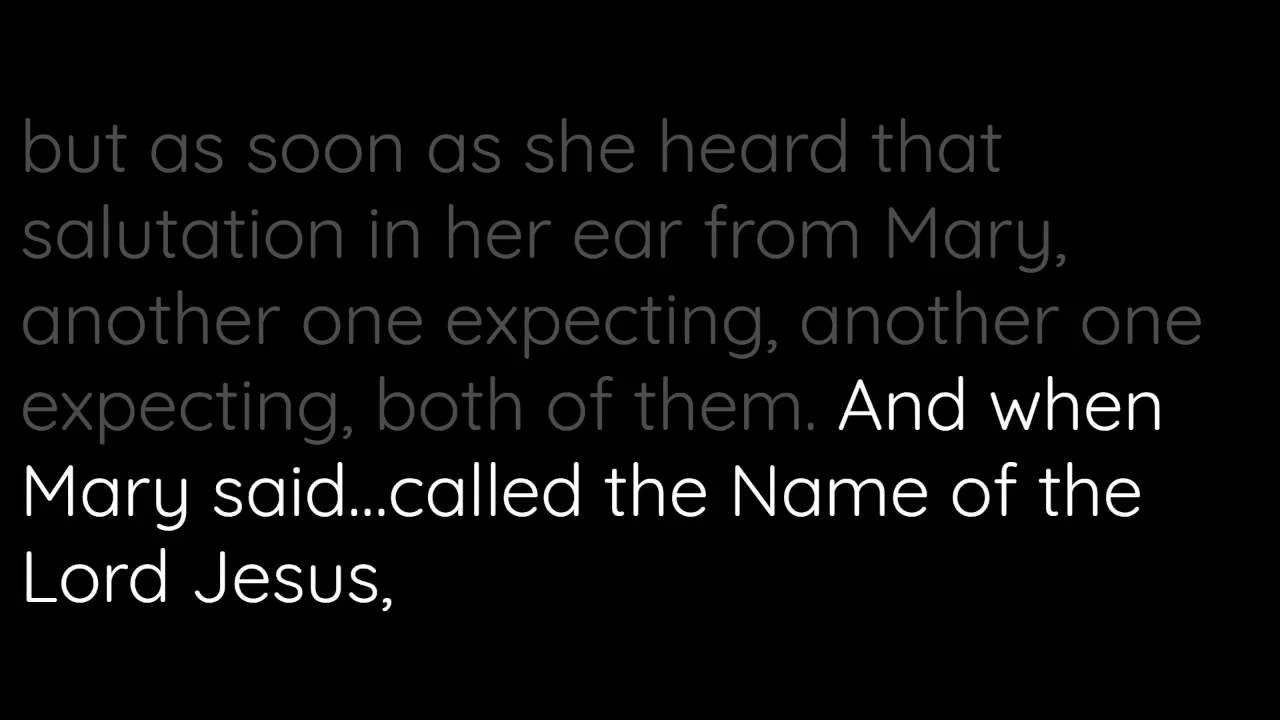 but as soon as she heard that
salutation in her ear from Mary,
another one expecting, another one
expecting, both of them. And when
Mary said...called the Name of the
Lord Jesus,